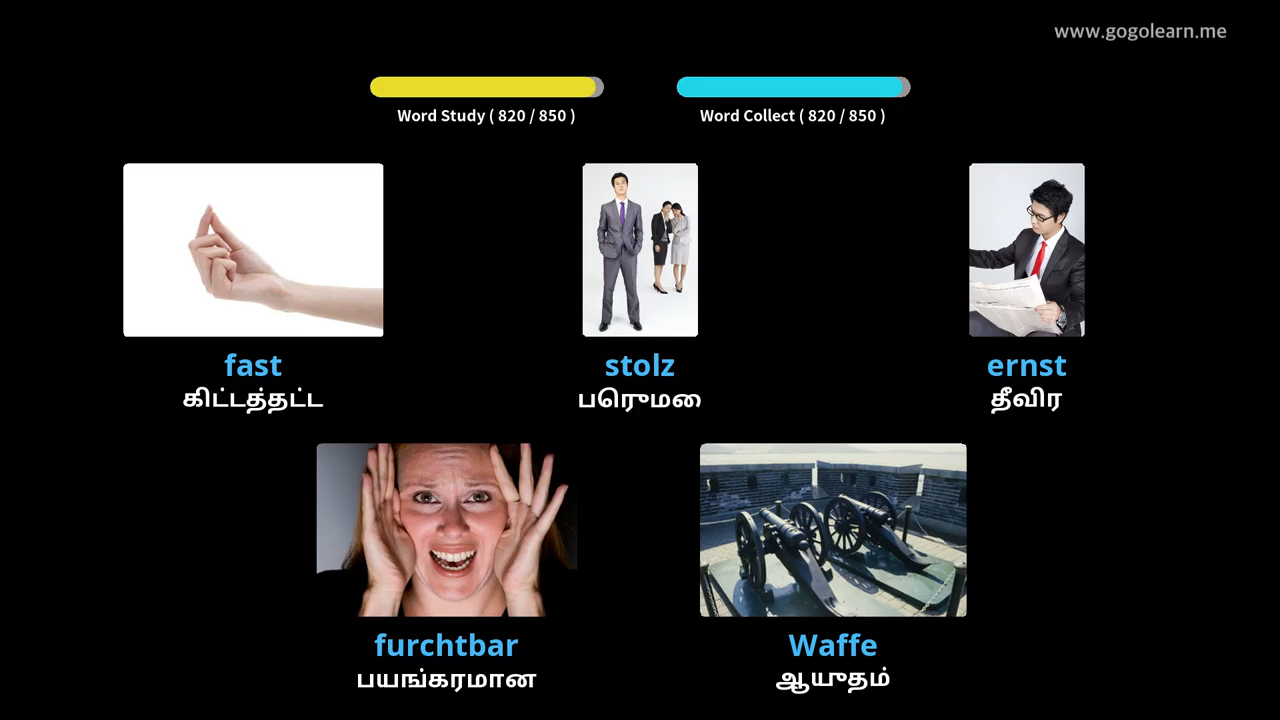 www.gogolearn.me
Word Study ( 820 / 850 )
Word Collect ( 820 / 850 )
fast
stolz
ernst
கிட்டத்தட்ட
பெருமை
தீவிர
furchtbar
Waffe
பயங்கரமான
ஆயுதம்